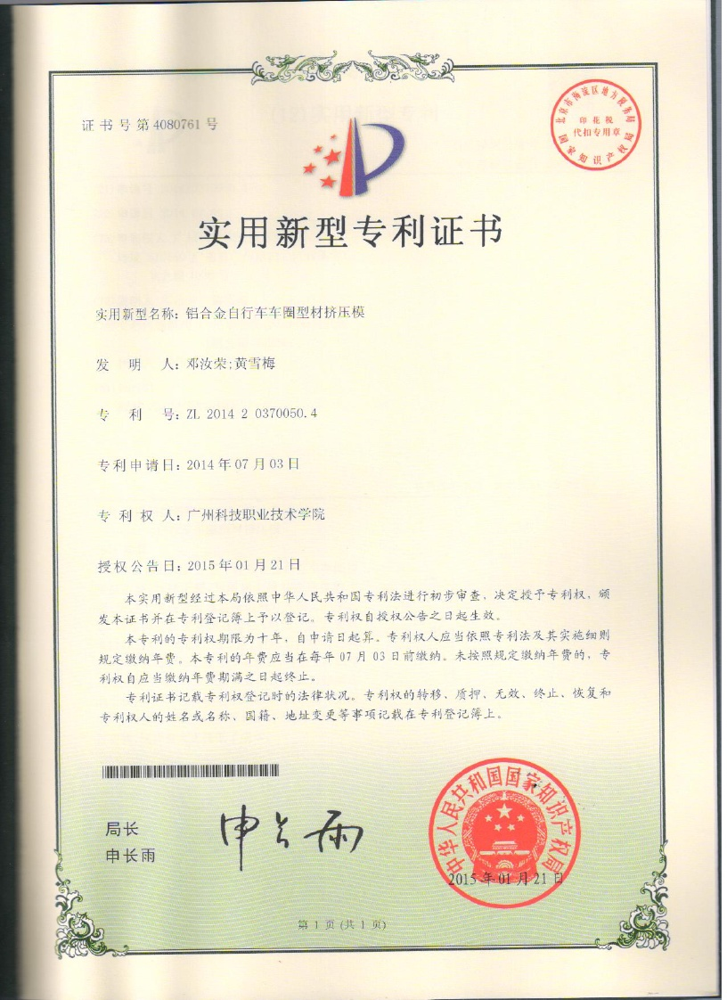 证书号第4080761号
北京市海淀区地方税务局
印花税
代扣专用章
国家知识产权局
实用新型专利证书
实用新型名称：铝合金自行车车圈型材挤压模
发明人：邓汝荣;黄雪梅
专利号：ZL 2014 2 0370050.4
专利申请日：2014年07月03日
专利权人：广州科技职业技术学院
授权公告日：2015年01月21日
本实用新型经过本局依照中华人民共和国专利法进行初步审查，决定授予专利权，颁
发本证书并在专利登记簿上予以登记。专利权自授权公告之日起生效。
本专利的专利权期限为十年，自申请日起算。专利权人应当依照专利法及其实施细则
规定缴纳年费。本专利的年费应当在每年07月03日前缴纳。未按照规定缴纳年费的，专
利权自应当缴纳年费期满之日起终止。
专利证书记载专利权登记时的法律状况。专利权的转移、质押、无效、终止、恢复和
专利权人的姓名或名称、国籍、地址变更等事项记载在专利登记簿上。
局长
申长雨
申长雨
中华人民共和国国家知识产权局
2015年01月21日
第1页(共1页)